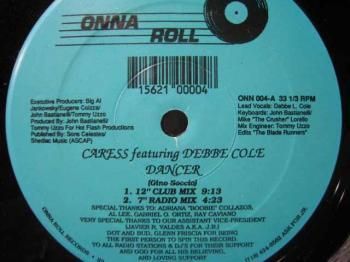 ONNA
ROLL
15621 00004
ONN 004-A 33 1/3 RPM
Executive Producers: Big Al
Jankowsky/Eugene Colizza/
John Bastianelli/Tommy Uzzo
Produced by: John Bastianelli/
Tommy Uzzo For Hot Flash Productions
Published by: Sons Celestes/
Shediac Music (ASCAP)
Lead Vocals: Debbe L. Cole
Keyboards: John Bastianelli/
Mike "The Crusher" Lorello
Mix Engineer: Tommy Uzzo
Edits "The Blade Runners"
CARESS featuring DEBBE COLE
DANCER
(Gino Soccio)
1. 12" CLUB MIX 9:13
2. 7" RADIO MIX 4:23
SPECIAL THANKS TO: ADRIANA "BOOBIE" COLLAZOS,
AL LEE, GABRIEL O. ORTIZ, RAY CAVIANO
VERY SPECIAL THANKS TO OUR ASSISTANT VICE-PRESIDENT
(JAVIER R. VALDES A.K.A. J.R.)
DOT AND BUD, GLENN FRISCIA FOR BEING
THE FIRST PERSON TO SPIN THIS RECORD.
TO ALL RADIO STATIONS & DJ'S FOR THEIR SUPPORT
AND GOD FOR ALL HIS BELIEVING,
AND LOVING SUPPORT
ONNA ROLL RECORDS